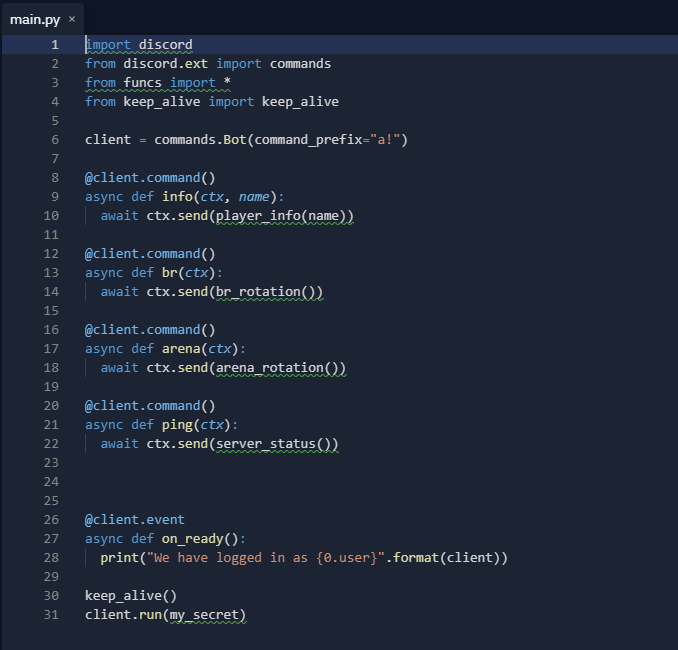 main.py ×
1 import discord
2 from discord.ext import commands
3 from funcs import *
4 from keep_alive import keep_alive
5
6 client = commands.Bot(command_prefix="a!")
7
8 @client.command()
9 async def info(ctx, name):
10   await ctx.send(player_info(name))
11
12 @client.command()
13 async def br(ctx):
14   await ctx.send(br_rotation())
15
16 @client.command()
17 async def arena(ctx):
18   await ctx.send(arena_rotation())
19
20 @client.command()
21 async def ping(ctx):
22   await ctx.send(server_status())
23
24
25
26 @client.event
27 async def on_ready():
28   print("We have logged in as {0.user}".format(client))
29
30 keep_alive()
31 client.run(my_secret)